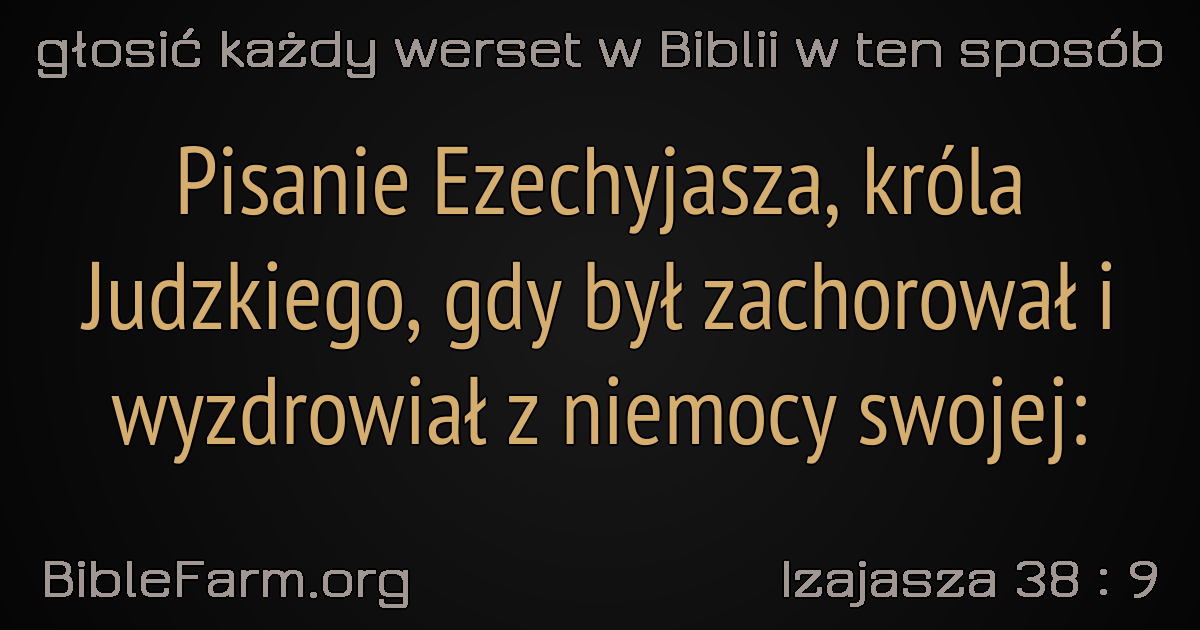 głosić każdy werset w Biblii w ten sposób
Pisanie Ezechyjasza, króla
Judzkiego, gdy był zachorował i
wyzdrowiał z niemocy swojej:
BibleFarm.org
Izajasza 38 : 9